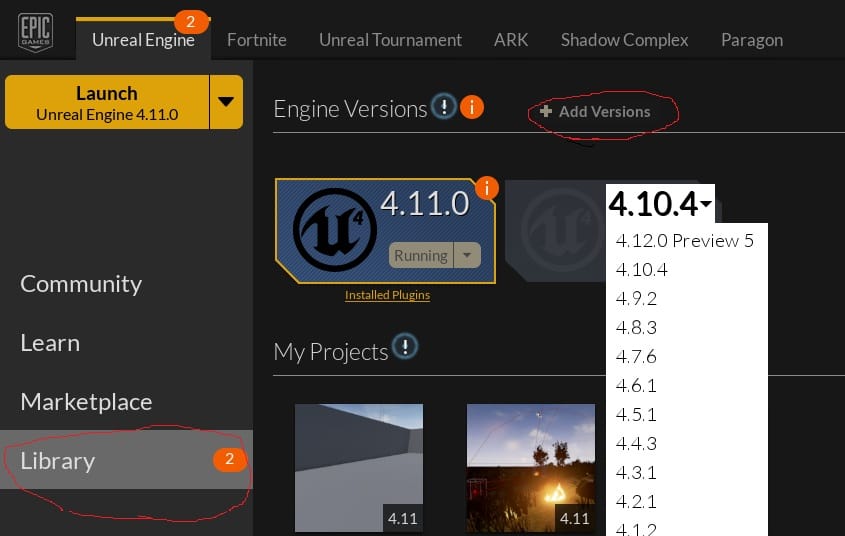 EPIC
GAMES
Unreal Engine
2
Fortnite
Unreal Tournament
ARK
Shadow Complex
Paragon
Launch
Unreal Engine 4.11.0
Community
Learn
Marketplace
Library
2
Engine Versions
! i
+ Add Versions
4.11.0
i
4
Running
Installed Plugins
4.10.4
4.12.0 Preview 5
4.10.4
4.9.2
4.8.3
4.7.6
4.6.1
4.5.1
4.4.3
4.3.1
4.2.1
4.1.2
My Projects !
4.11
4.11